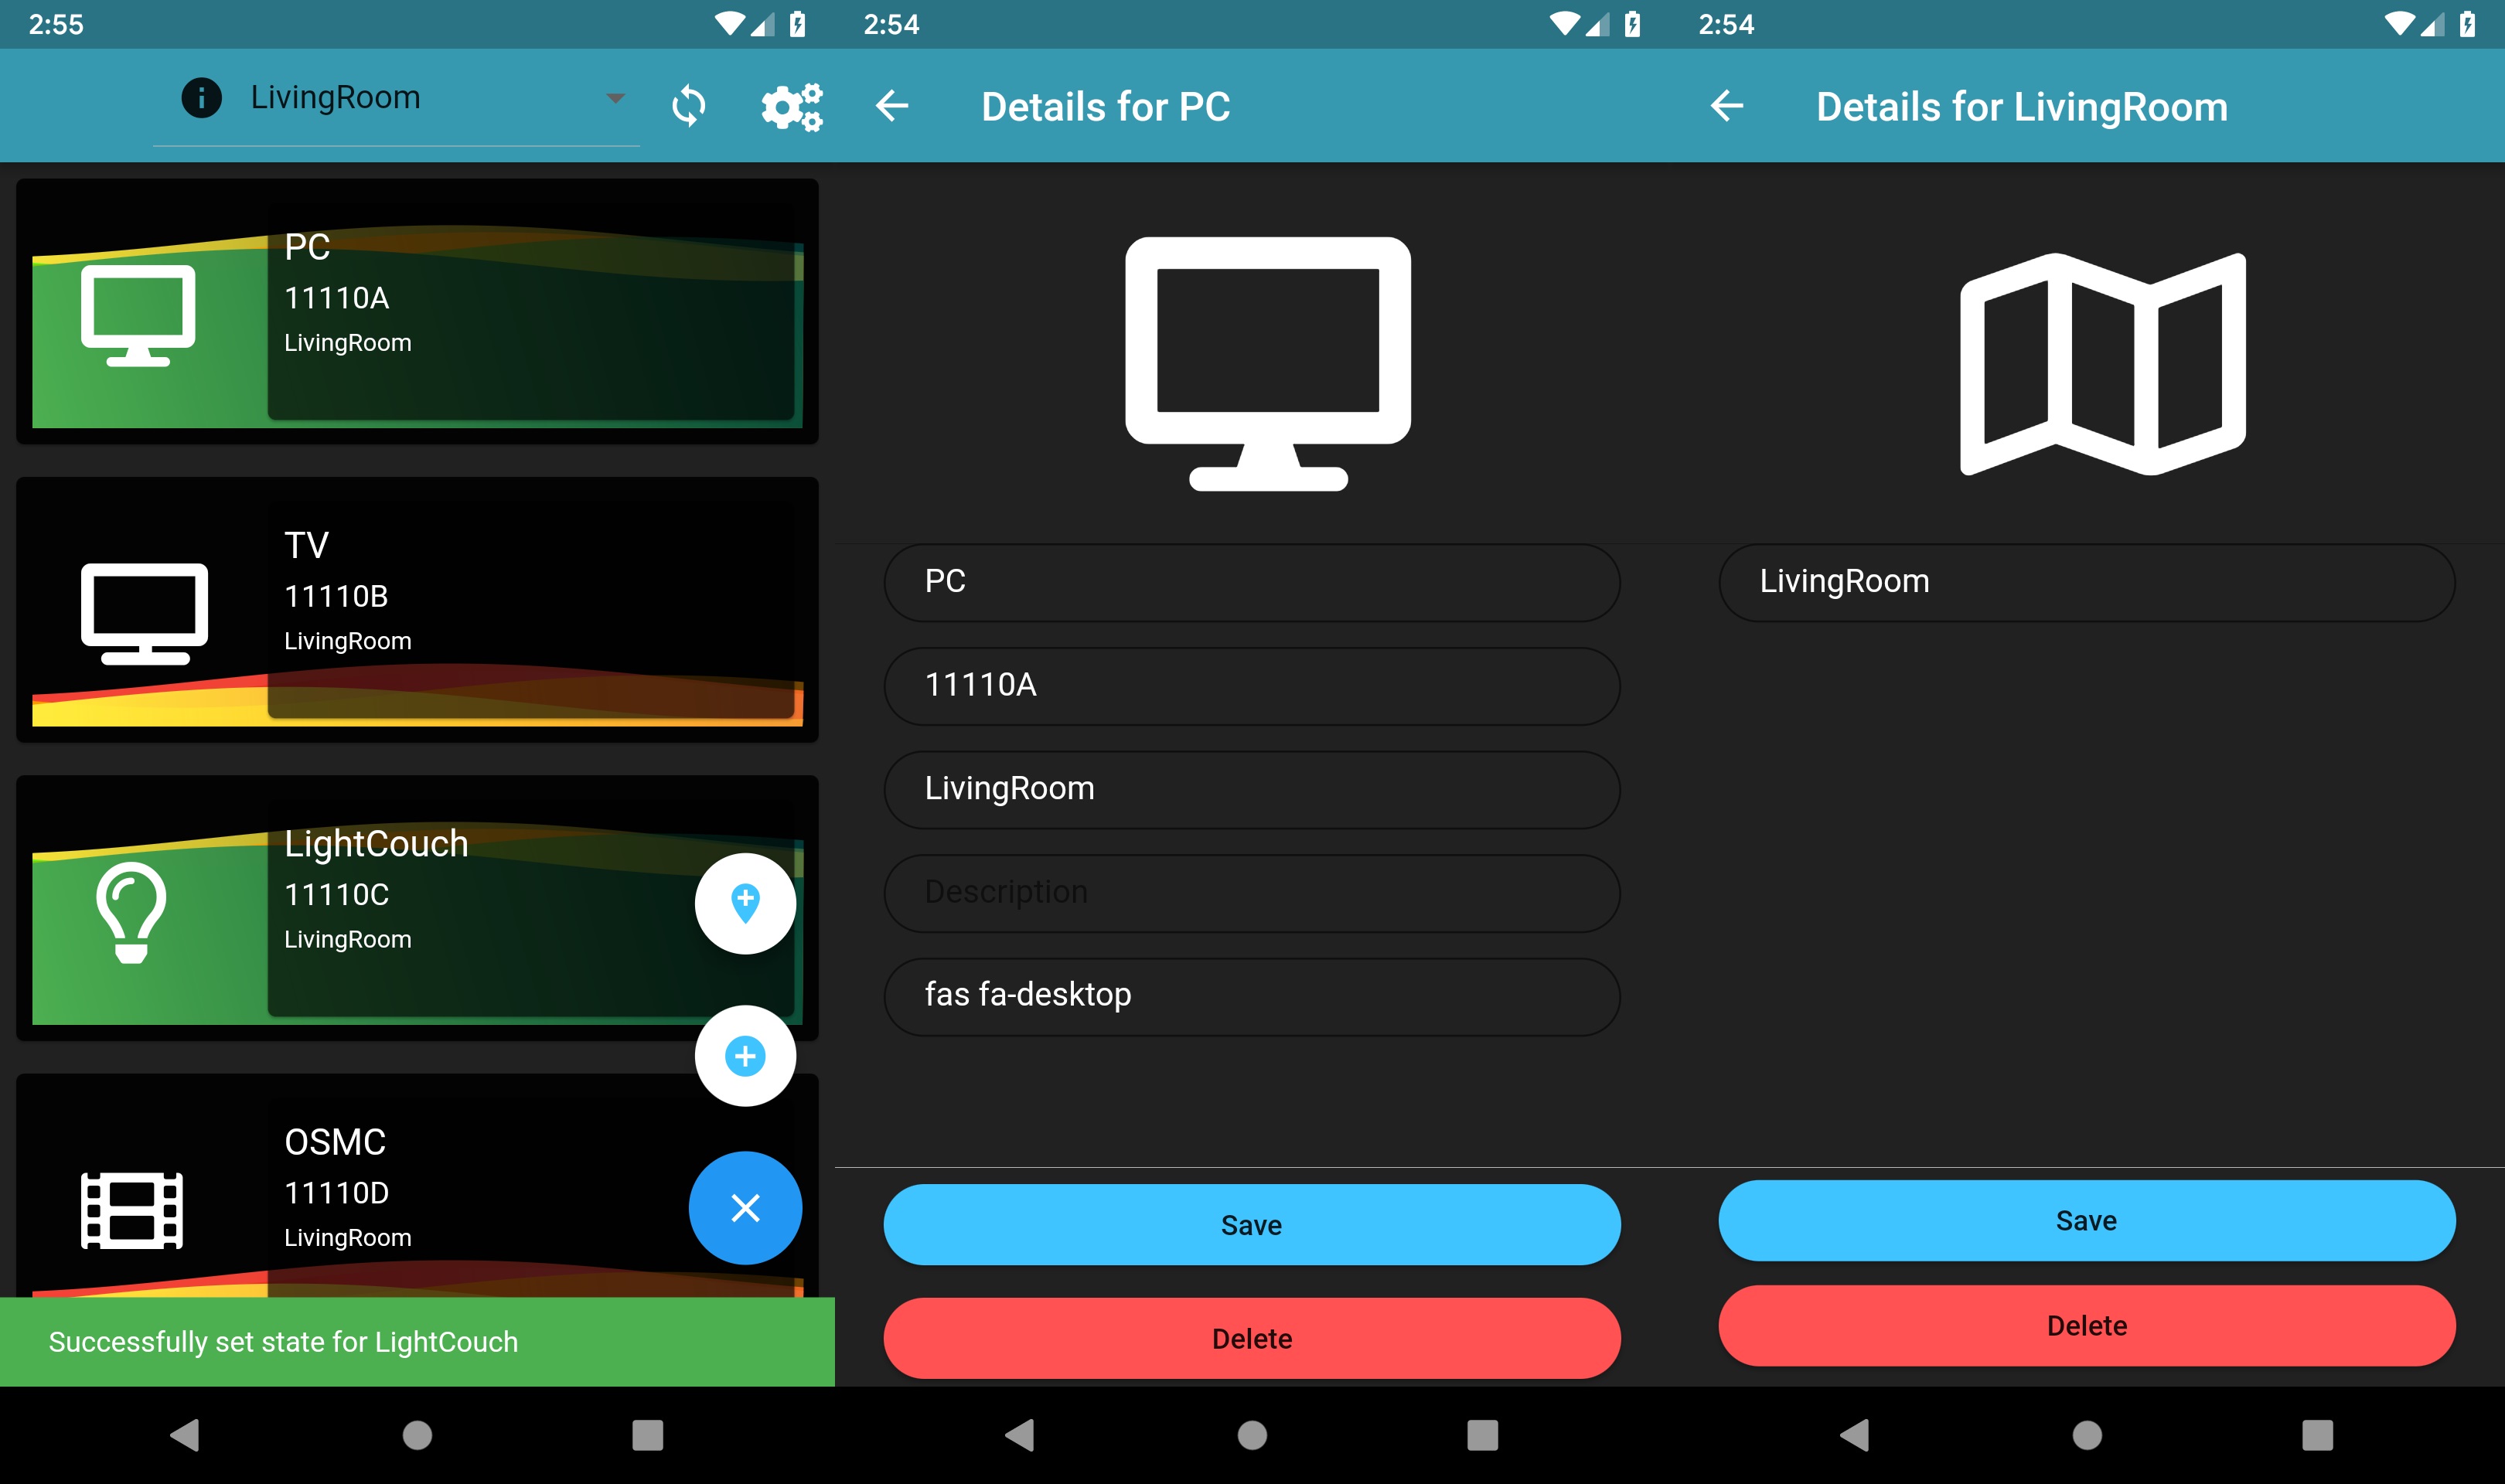 2:55
LivingRoom
PC
11110A
LivingRoom
TV
11110B
LivingRoom
LightCouch
11110C
LivingRoom
OSMC
11110D
LivingRoom
Successfully set state for LightCouch
2:54
Details for PC
PC
11110A
LivingRoom
Description
fas fa-desktop
Save
Delete
2:54
Details for LivingRoom
LivingRoom
Save
Delete